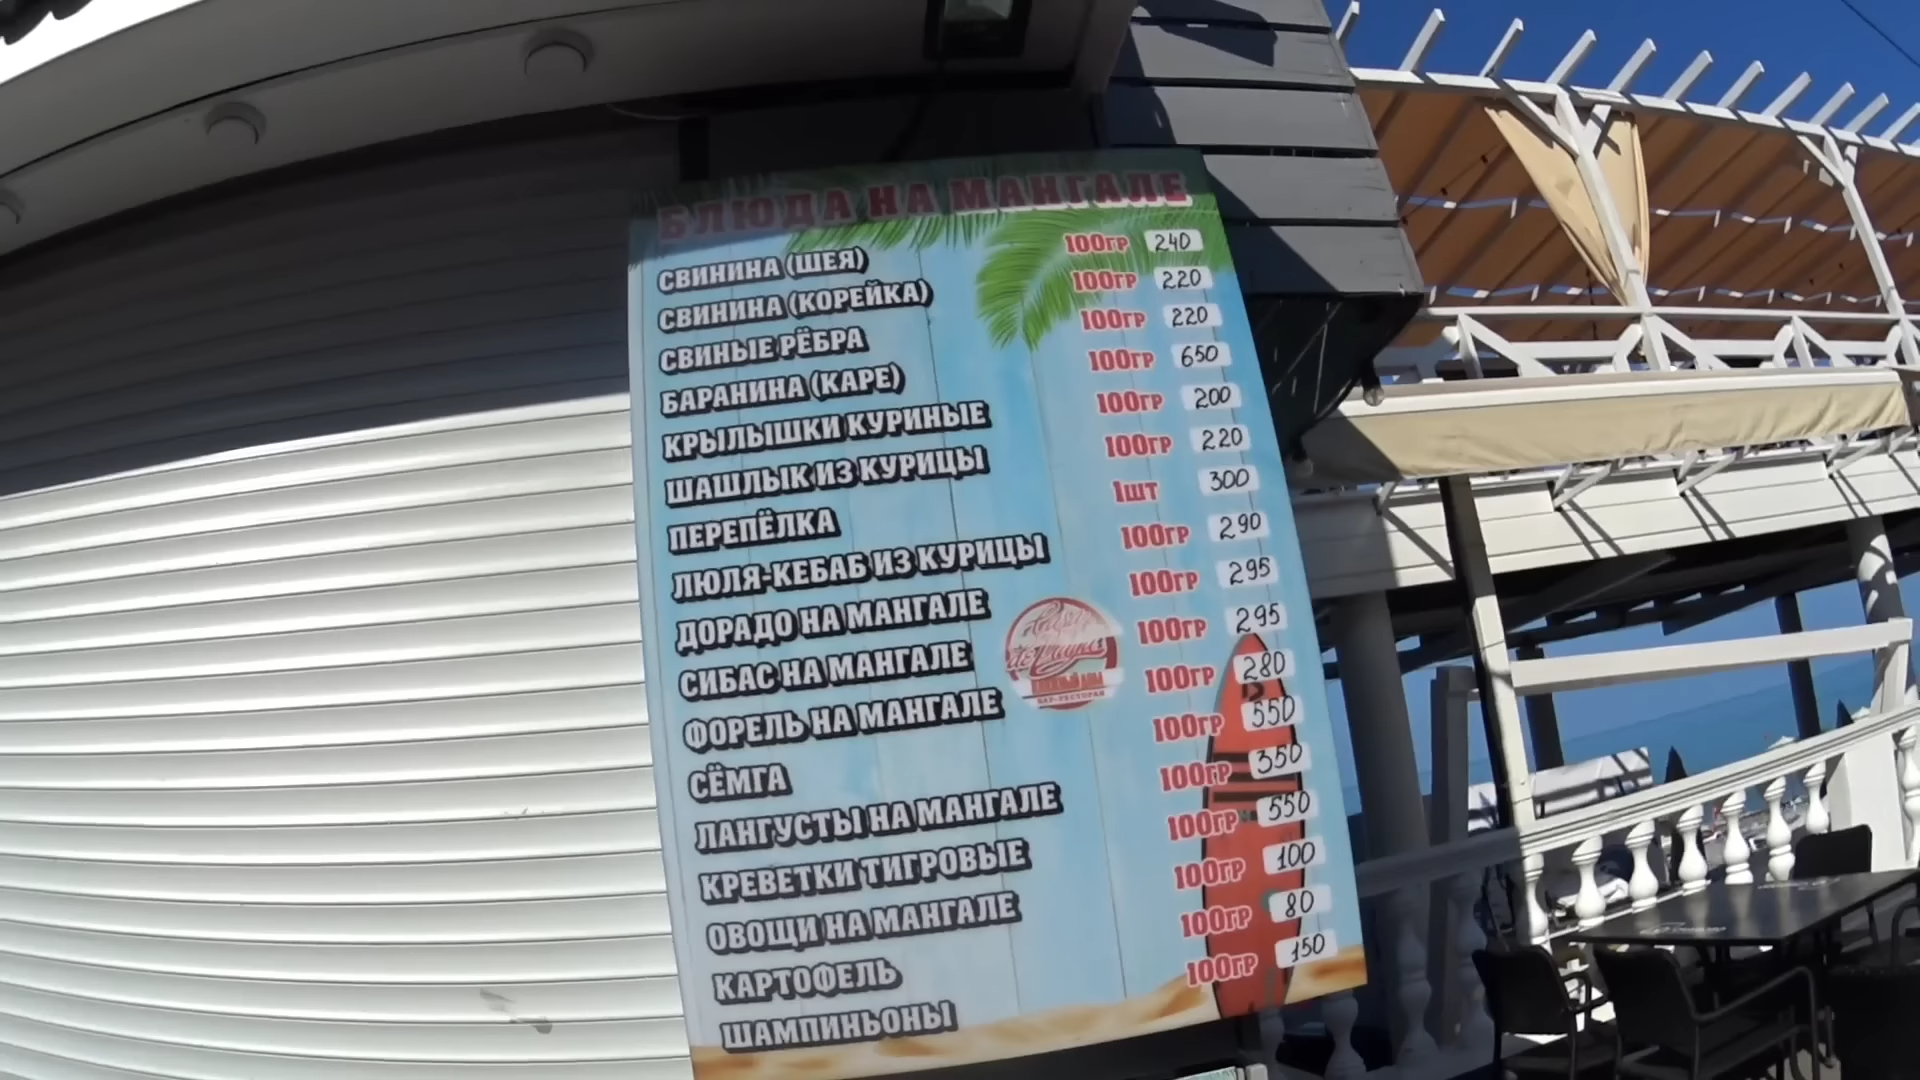 БЛЮДА НА МАНГАЛЕ
СВИНИНА (ШЕЯ) 100ГР 240
СВИНИНА (КОРЕЙКА) 100ГР 220
СВИНЫЕ РЁБРА 100ГР 220
БАРАНИНА (КАРЕ) 100ГР 650
КРЫЛЫШКИ КУРИНЫЕ 100ГР 200
ШАШЛЫК ИЗ КУРИЦЫ 100ГР 220
ПЕРЕПЁЛКА 1ШТ 300
ЛЮЛЯ-КЕБАБ ИЗ КУРИЦЫ 100ГР 290
ДОРАДО НА МАНГАЛЕ 100ГР 295
СИБАС НА МАНГАЛЕ 100ГР 295
ФОРЕЛЬ НА МАНГАЛЕ 100ГР 280
СЁМГА 100ГР 550
ЛАНГУСТЫ НА МАНГАЛЕ 100ГР 350
КРЕВЕТКИ ТИГРОВЫЕ 100ГР 550
ОВОЩИ НА МАНГАЛЕ 100ГР 100
КАРТОФЕЛЬ 100ГР 80
ШАМПИНЬОНЫ 100ГР 150
БАР-РЕСТОРАН